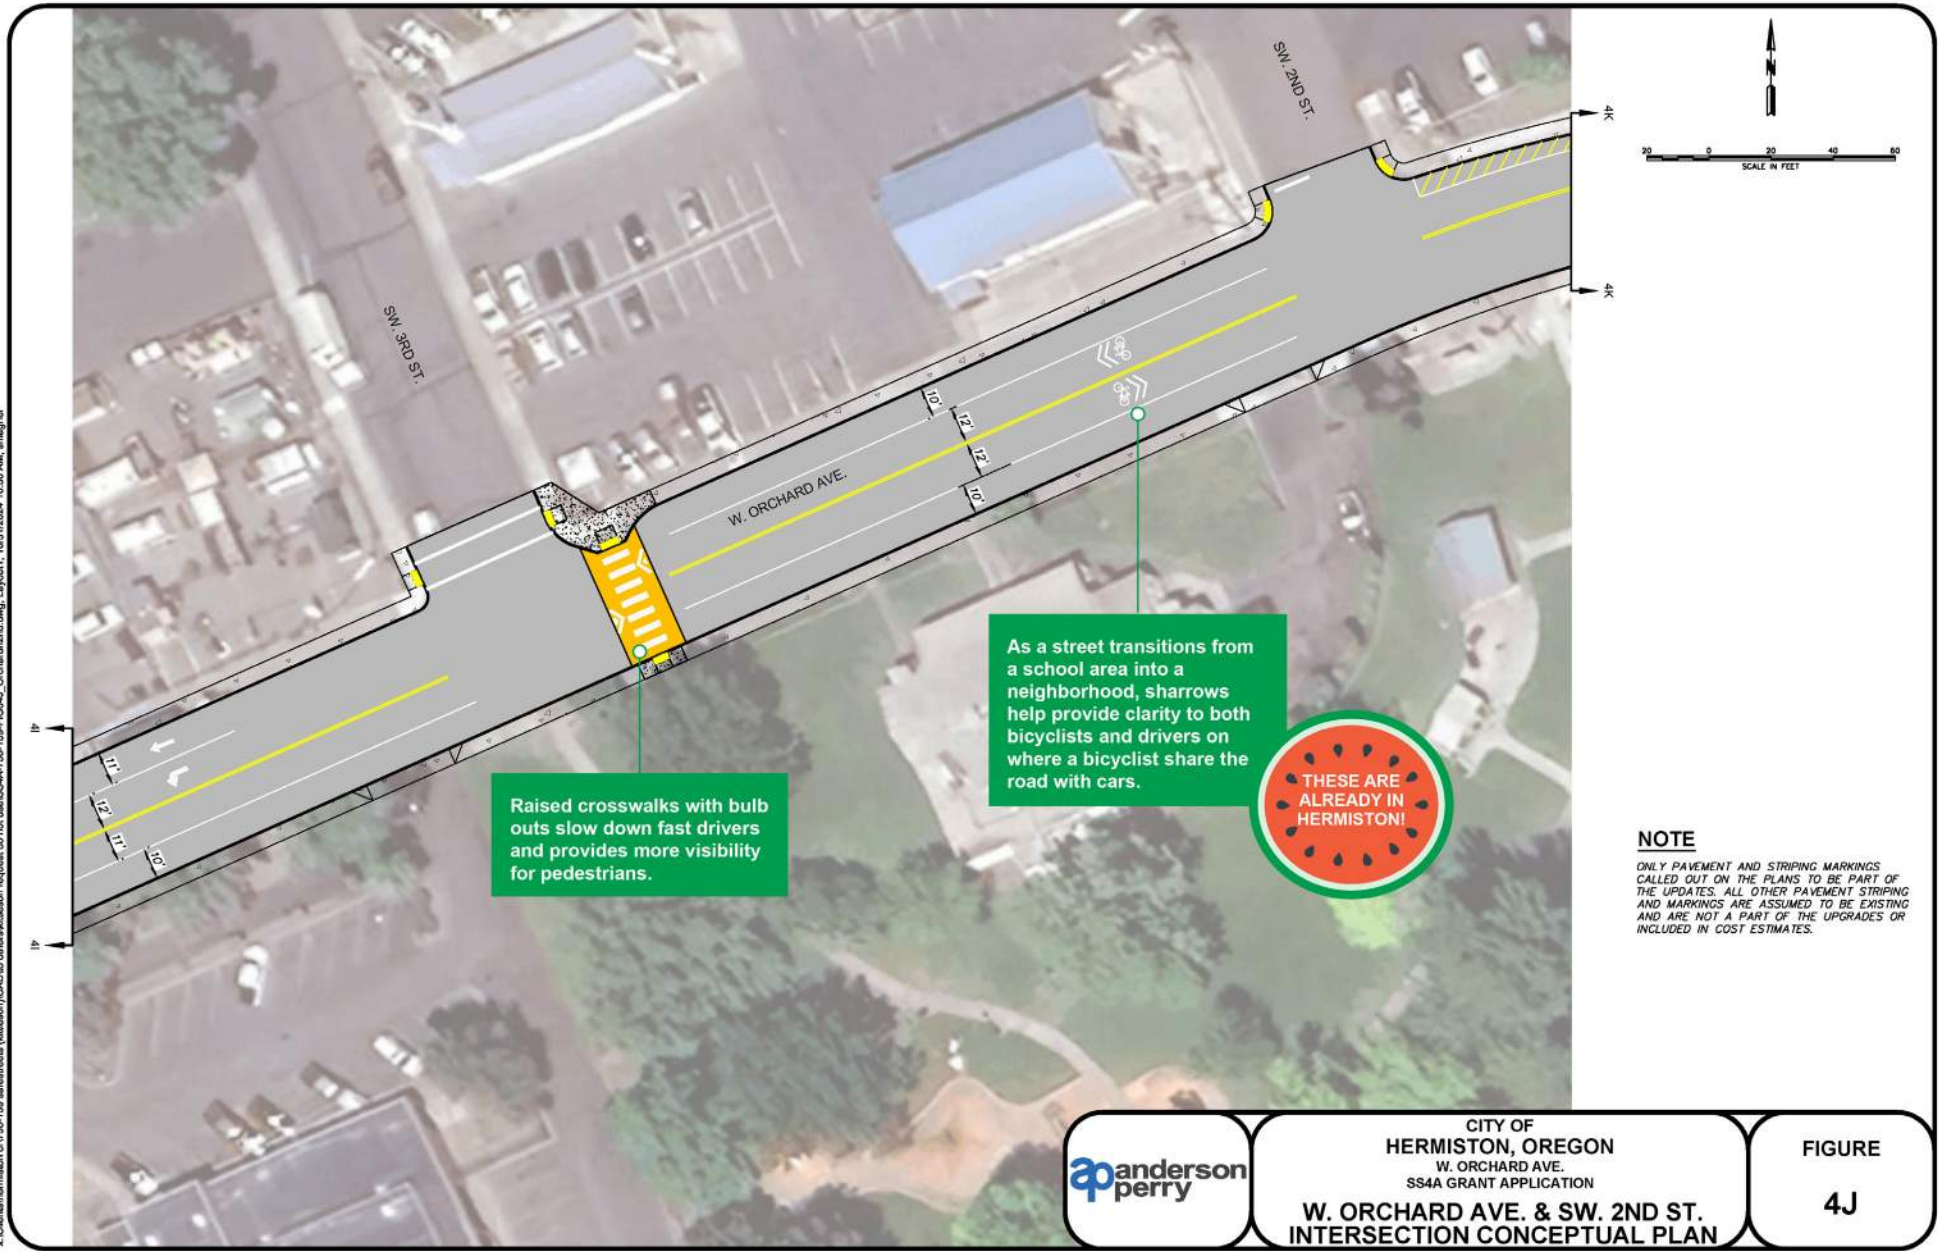 SW. 2ND ST.
4K
N
20 0 20 40 60
SCALE IN FEET
4K
SW. 3RD ST.
10'
12'
12'
10'
W. ORCHARD AVE.
4I
11'
12'
11'
10'
4I
As a street transitions from
a school area into a
neighborhood, sharrows
help provide clarity to both
bicyclists and drivers on
where a bicyclist share the
road with cars.
THESE ARE
ALREADY IN
HERMISTON!
Raised crosswalks with bulb
outs slow down fast drivers
and provides more visibility
for pedestrians.
NOTE
ONLY PAVEMENT AND STRIPING MARKINGS
CALLED OUT ON THE PLANS TO BE PART OF
THE UPDATES. ALL OTHER PAVEMENT STRIPING
AND MARKINGS ARE ASSUMED TO BE EXISTING
AND ARE NOT A PART OF THE UPGRADES OR
INCLUDED IN COST ESTIMATES.
ap anderson
perry
CITY OF
HERMISTON, OREGON
W. ORCHARD AVE.
SS4A GRANT APPLICATION
W. ORCHARD AVE. & SW. 2ND ST.
INTERSECTION CONCEPTUAL PLAN
FIGURE
4J